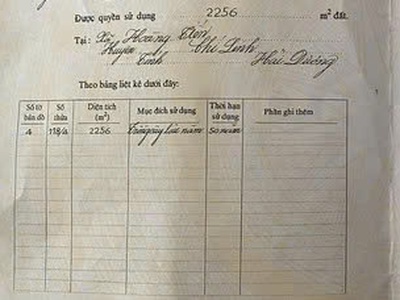 Được quyền sử dụng 2256 m² đất.
Tại: Xã Hoàng Tiến
Huyện Chí Linh
Tỉnh Hải Dương
Theo bảng liệt kê dưới đây:
Số tờ bản đồ Số thửa Diện tích (m²) Mục đích sử dụng Thời hạn sử dụng Phần ghi thêm
4 118/2 2256 Trồng cây lâu năm 50 năm